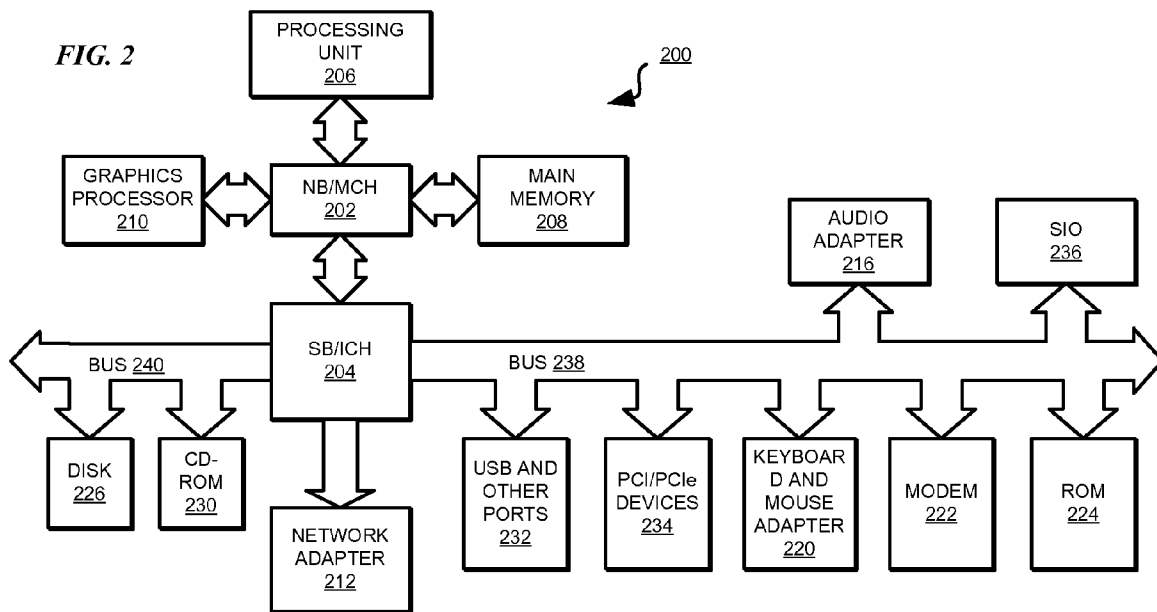 FIG. 2
PROCESSING
UNIT
206
200
GRAPHICS
PROCESSOR
210
NB/MCH
202
MAIN
MEMORY
208
AUDIO
ADAPTER
216
SIO
236
SB/ICH
204
BUS 240
BUS 238
DISK
226
CD-
ROM
230
NETWORK
ADAPTER
212
USB AND
OTHER
PORTS
232
PCI/PCIe
DEVICES
234
KEYBOAR
D AND
MOUSE
ADAPTER
220
MODEM
222
ROM
224